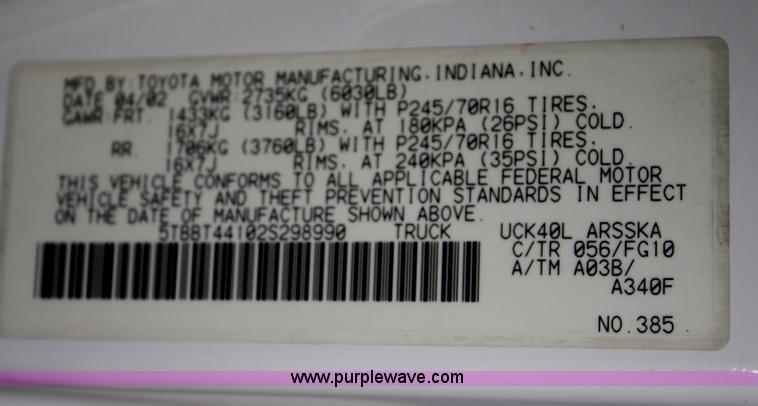 MFD.BY:TOYOTA MOTOR MANUFACTURING,INDIANA,INC.
DATE 04/02 GVWR:2735KG (6030LB)
GAWR:FRT. 1433KG (3160LB) WITH P245/70R16 TIRES.
16X7J RIMS. AT 180KPA (26PSI) COLD.
RR. 1706KG (3760LB) WITH P245/70R16 TIRES.
16X7J RIMS. AT 240KPA (35PSI) COLD.
THIS VEHICLE CONFORMS TO ALL APPLICABLE FEDERAL MOTOR
VEHICLE SAFETY AND THEFT PREVENTION STANDARDS IN EFFECT
ON THE DATE OF MANUFACTURE SHOWN ABOVE.
5TBBT44102S298990 TRUCK UCK40L ARSSKA
C/TR 056/FG10
A/TM A03B/
A340F
NO.385.
www.purplewave.com